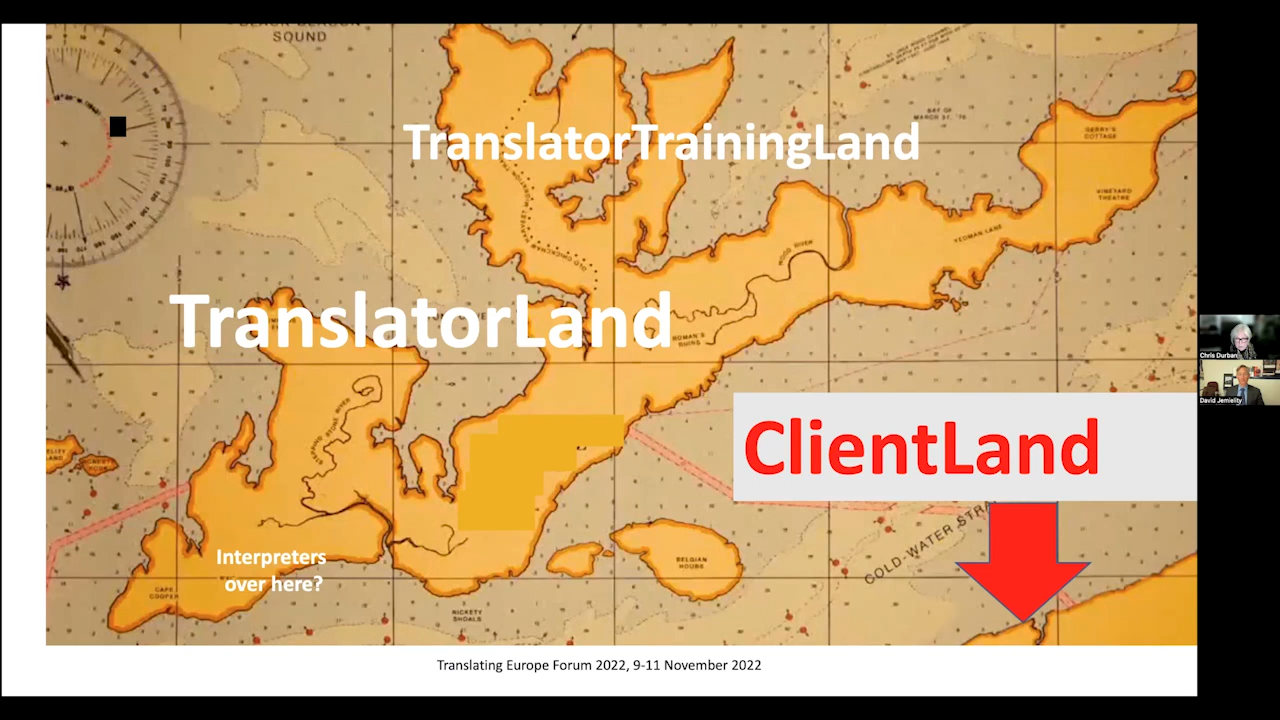 SOUND
TranslatorTrainingLand
BAY OF
MARCH 31, '75
GERRY'S
COTTAGE
VINEYARD
THEATRE
YEOMAN LANE
WOOD RIVER
TranslatorLand
ROMAN'S
RUINS
ClientLand
COLD WATER STRA
Interpreters
over here?
CAPE
COOPER
BELGIAN
HOUSE
NICKETY
SHOALS
Chris Durban
David Jemielity
Translating Europe Forum 2022, 9-11 November 2022